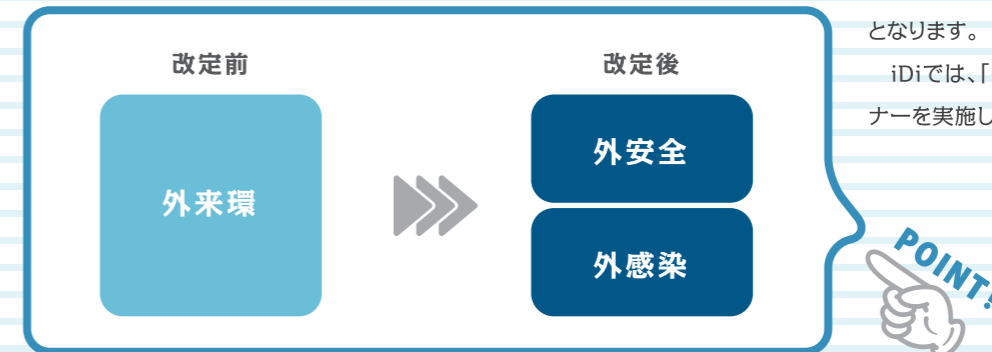 改定前
改定後
外来環
外安全
外感染
となります。
iDiでは、「
ナーを実施し
POINT!